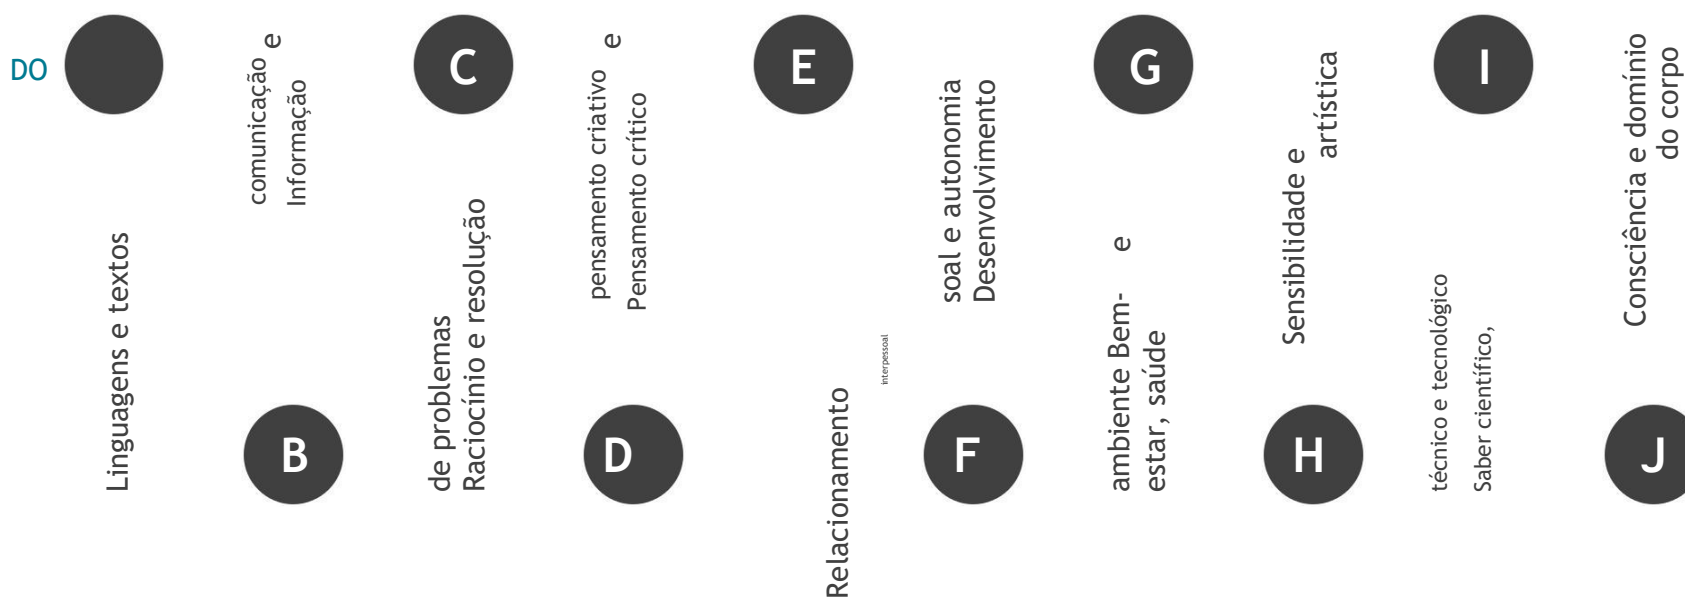 DO
Linguagens e textos
B
comunicação e
Informação
C
de problemas
Raciocínio e resolução
D
pensamento criativo e
Pensamento crítico
E
Relacionamento
interpessoal
F
soal e autonomia
Desenvolvimento
G
ambiente Bem- e
estar, saúde
H
Sensibilidade e
artística
I
técnico e tecnológico
Saber científico,
J
Consciência e domínio
do corpo